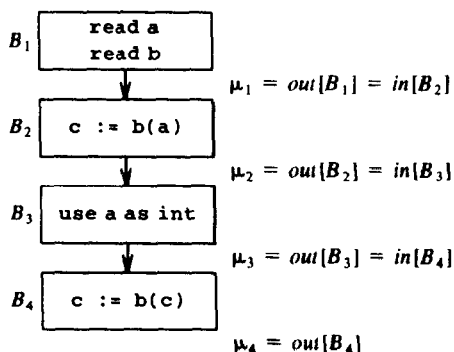 B₁
read a
read b
μ₁ = out[B₁] = in[B₂]
B₂
c := b(a)
μ₂ = out[B₂] = in[B₃]
B₃
use a as int
μ₃ = out[B₃] = in[B₄]
B₄
c := b(c)
μ₄ = out[B₄]